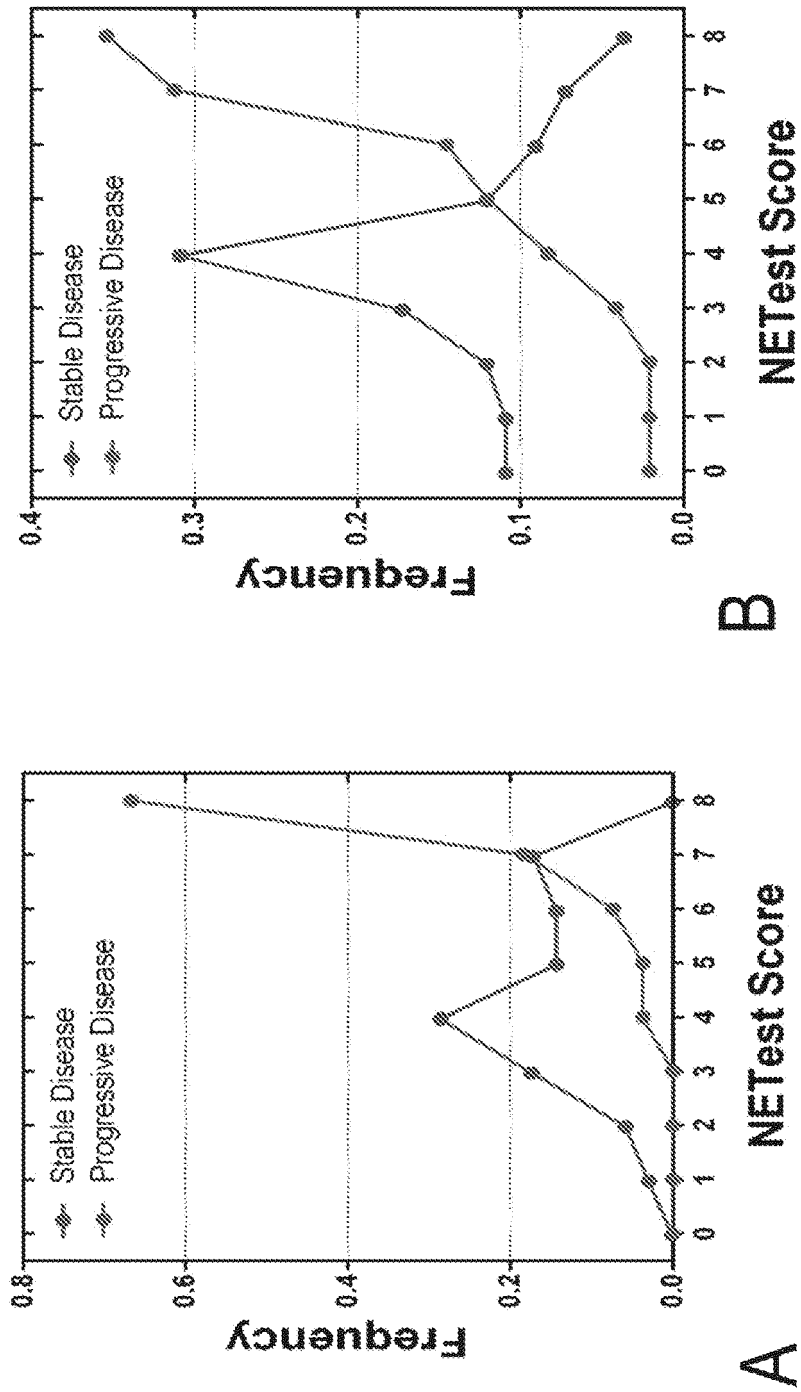 A
Frequency
0.8
0.6
0.4
0.2
0.0
Stable Disease
Progressive Disease
0 1 2 3 4 5 6 7 8
NETest Score
B
Frequency
0.4
0.3
0.2
0.1
0.0
Stable Disease
Progressive Disease
0 1 2 3 4 5 6 7 8
NETest Score